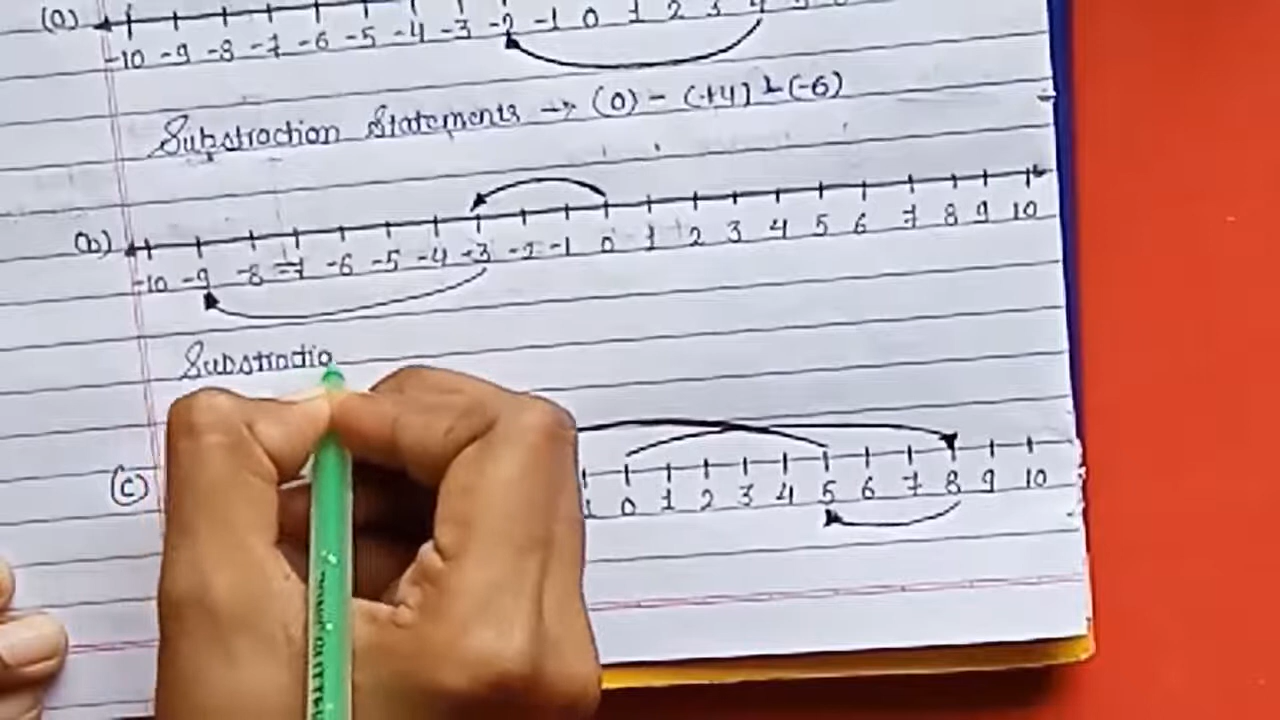 (a)
-10 -9 -8 -7 -6 -5 -4 -3 -2 -1 0 1 2 3 4
Substraction Statements → (0) - (+4) = (-6)
(b)
-10 -9 -8 -7 -6 -5 -4 -3 -2 -1 0 1 2 3 4 5 6 7 8 9 10
Substractio
(c)
0 1 2 3 4 5 6 7 8 9 10